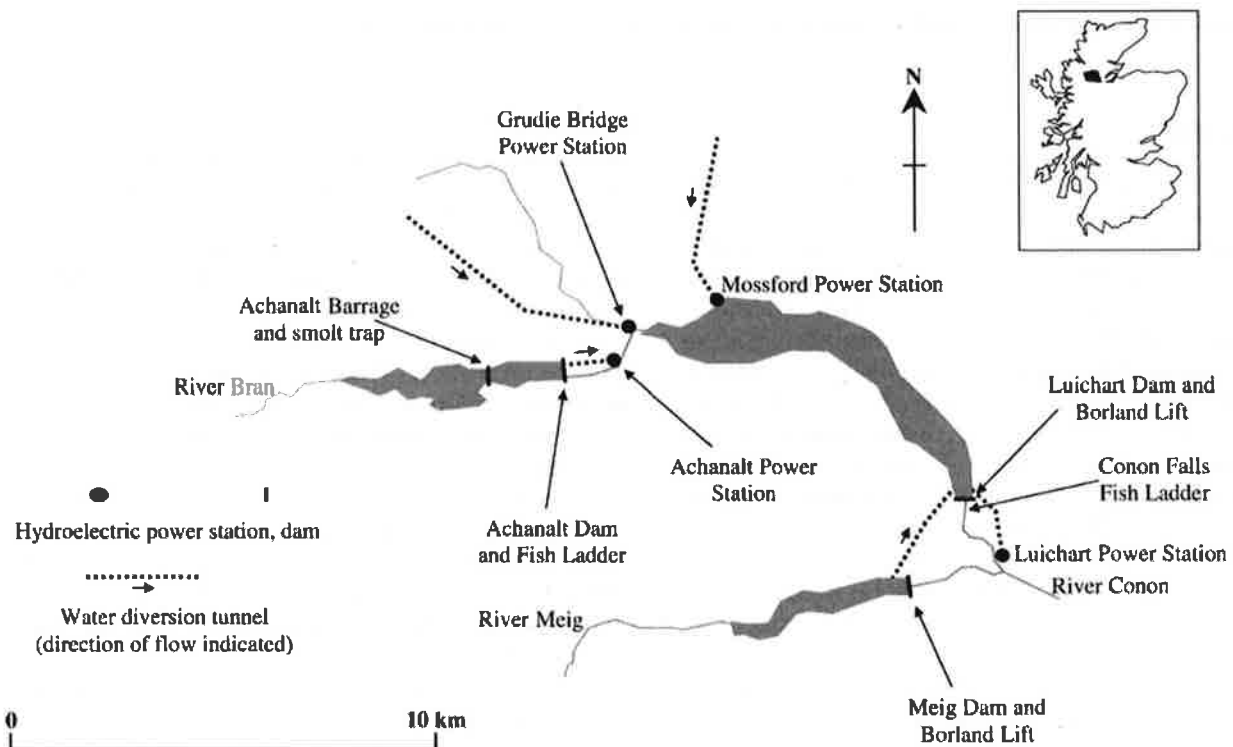 N
Grudie Bridge
Power Station
Mossford Power Station
Achanalt Barrage
and smolt trap
River Bran
Luichart Dam and
Borland Lift
Conon Falls
Fish Ladder
Achanalt Power
Station
Achanalt Dam
and Fish Ladder
Hydroelectric power station, dam
Luichart Power Station
River Conon
Water diversion tunnel
(direction of flow indicated)
River Meig
Meig Dam and
Borland Lift
0
10 km